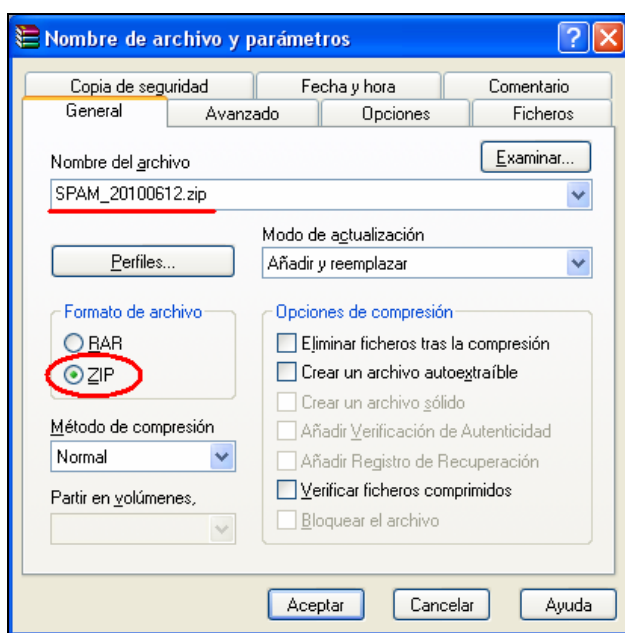 Nombre de archivo y parámetros
Copia de seguridad Fecha y hora Comentario
General Avanzado Opciones Ficheros
Nombre del archivo Examinar...
SPAM_20100612.zip
Modo de actualización
Perfiles... Añadir y reemplazar
Formato de archivo Opciones de compresión
RAR Eliminar ficheros tras la compresión
ZIP Crear un archivo autoextraíble
Crear un archivo sólido
Método de compresión Añadir Verificación de Autenticidad
Normal Añadir Registro de Recuperación
Partir en volúmenes, Verificar ficheros comprimidos
Bloquear el archivo
Aceptar Cancelar Ayuda